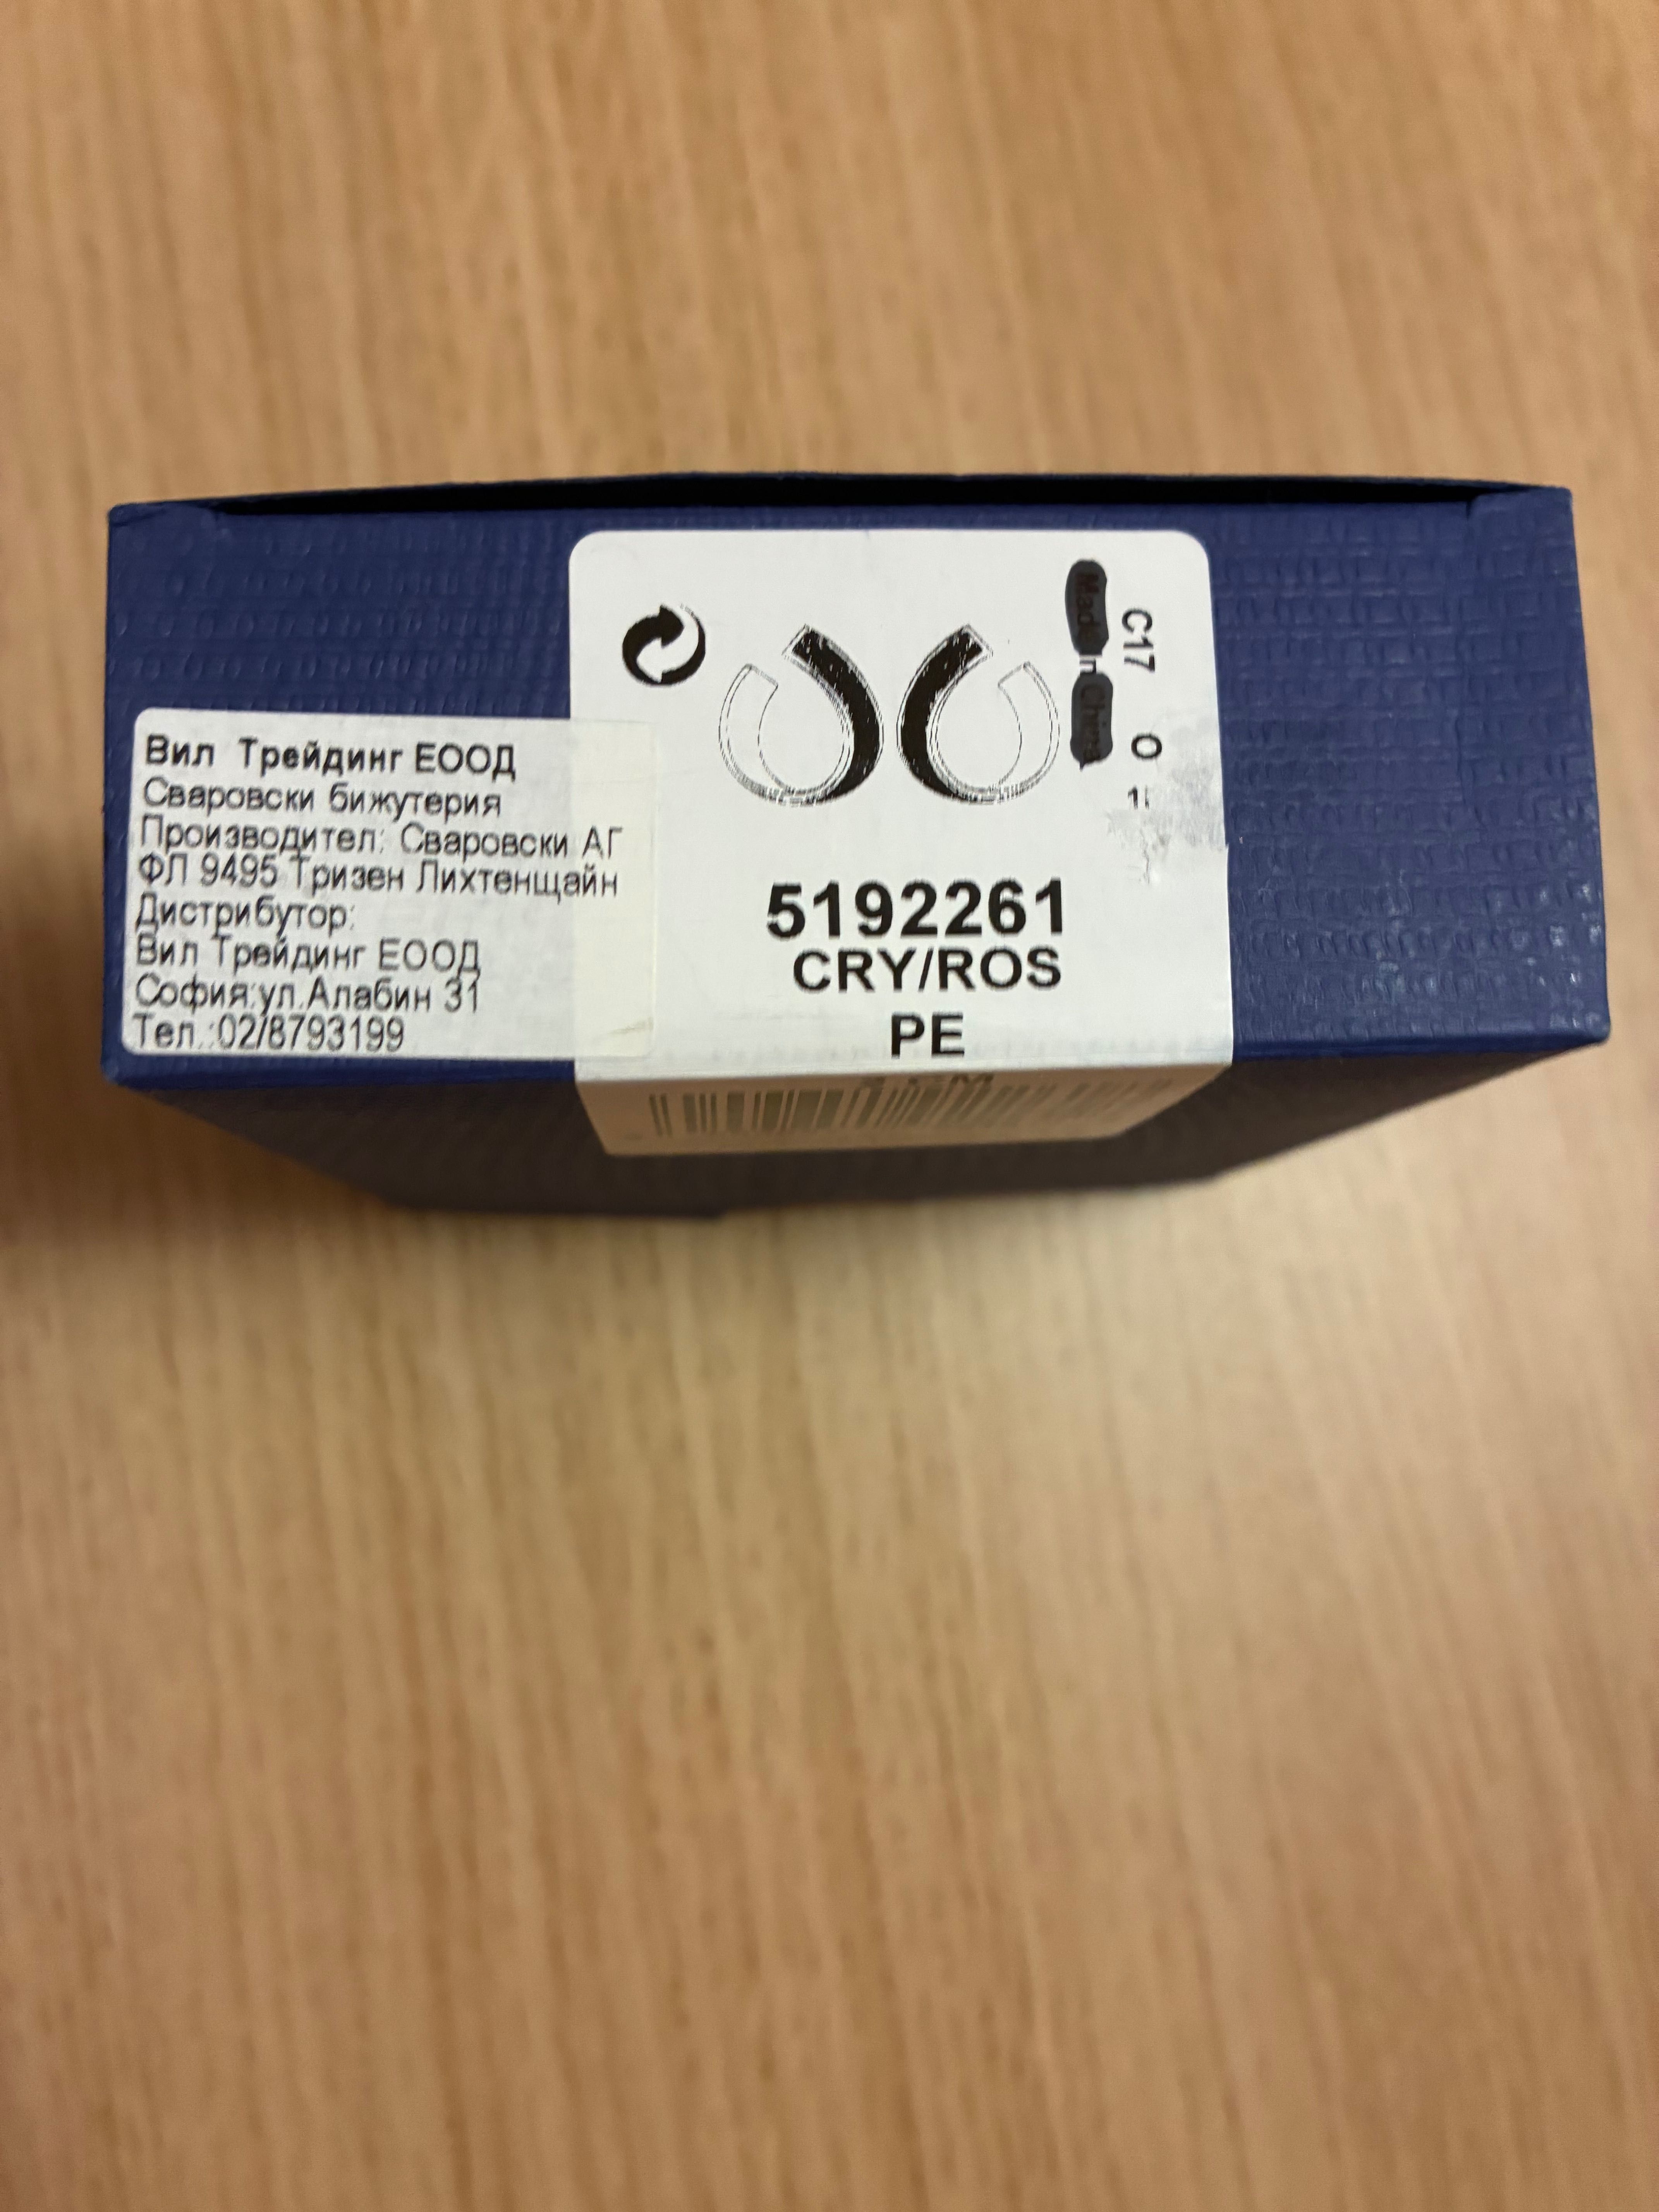 Вил Трейдинг ЕООД
Сваровски бижутерия
Производител: Сваровски АГ
ФЛ 9495 Тризен Лихтенщайн
Дистрибутор:
Вил Трейдинг ЕООД
София:ул.Алабин 31
Тел.:02/8793199
Made In China
C17 O
5192261
CRY/ROS
PE